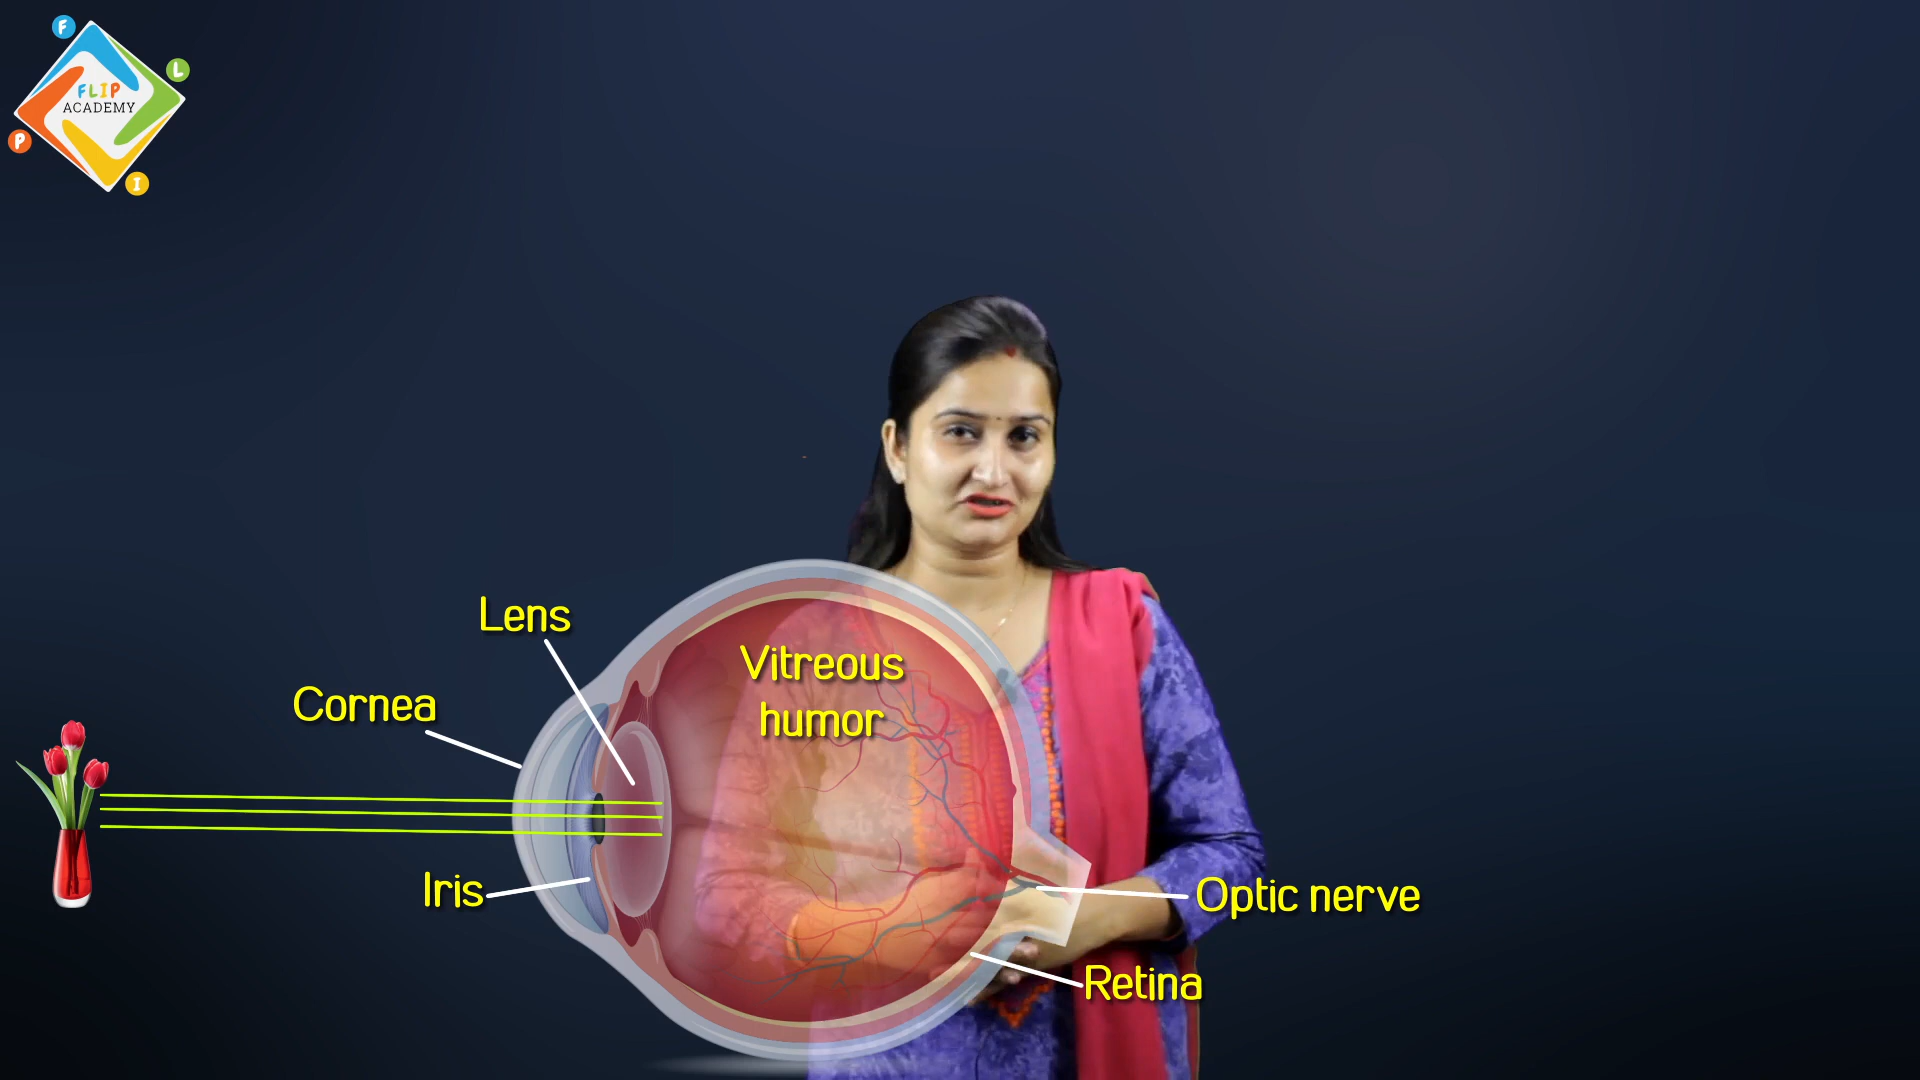 F
L
FLIP
ACADEMY
P
I
Lens
Vitreous
humor
Cornea
Iris
Optic nerve
Retina